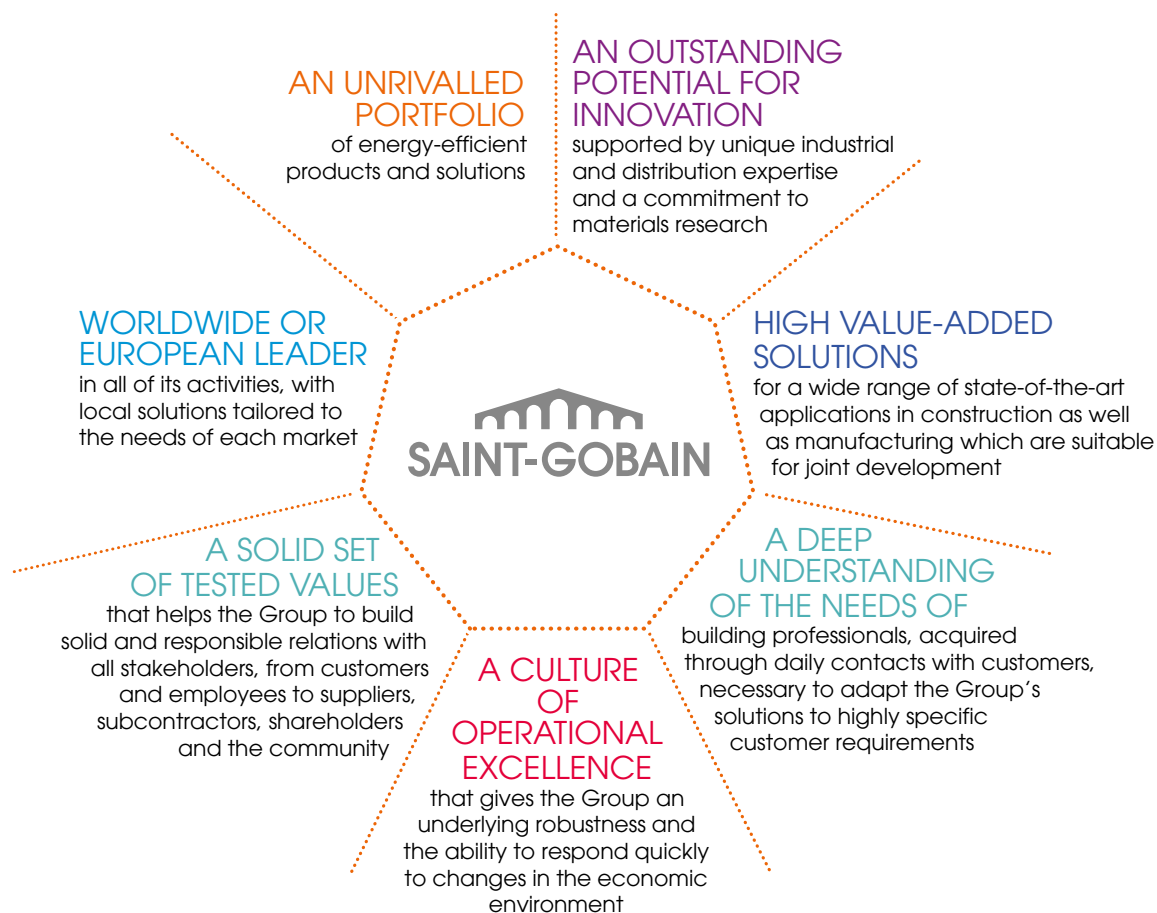 AN UNRIVALLED
PORTFOLIO
of energy-efficient
products and solutions
AN OUTSTANDING
POTENTIAL FOR
INNOVATION
supported by unique industrial
and distribution expertise
and a commitment to
materials research
WORLDWIDE OR
EUROPEAN LEADER
in all of its activities, with
local solutions tailored to
the needs of each market
SAINT-GOBAIN
HIGH VALUE-ADDED
SOLUTIONS
for a wide range of state-of-the-art
applications in construction as well
as manufacturing which are suitable
for joint development
A SOLID SET
OF TESTED VALUES
that helps the Group to build
solid and responsible relations with
all stakeholders, from customers
and employees to suppliers,
subcontractors, shareholders
and the community
A CULTURE
OF
OPERATIONAL
EXCELLENCE
that gives the Group an
underlying robustness and
the ability to respond quickly
to changes in the economic
environment
A DEEP
UNDERSTANDING
OF THE NEEDS OF
building professionals, acquired
through daily contacts with customers,
necessary to adapt the Group's
solutions to highly specific
customer requirements